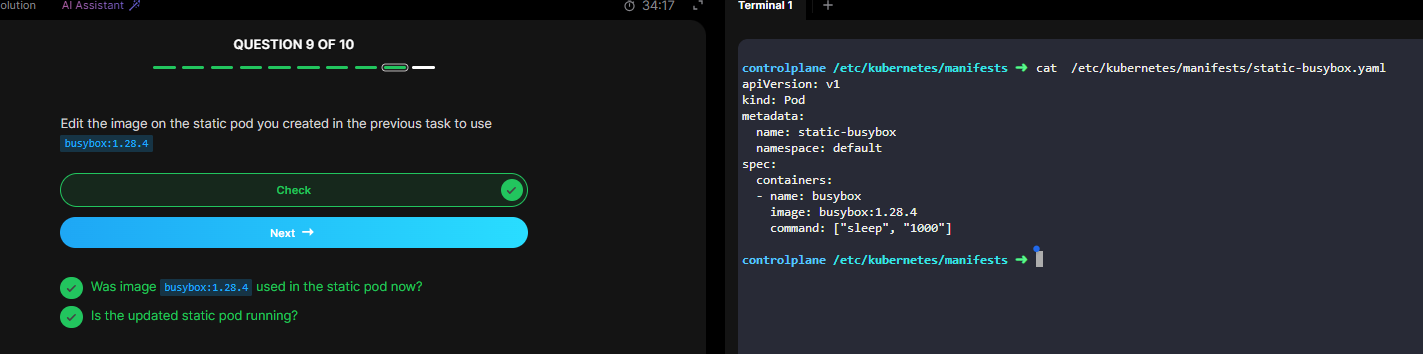 olution AI Assistant 34:17
QUESTION 9 OF 10
Edit the image on the static pod you created in the previous task to use
busybox:1.28.4
Check
Next →
Was image busybox:1.28.4 used in the static pod now?
Is the updated static pod running?
Terminal 1 +
controlplane /etc/kubernetes/manifests ➜ cat  /etc/kubernetes/manifests/static-busybox.yaml
apiVersion: v1
kind: Pod
metadata:
  name: static-busybox
  namespace: default
spec:
  containers:
  - name: busybox
    image: busybox:1.28.4
    command: ["sleep", "1000"]
controlplane /etc/kubernetes/manifests ➜